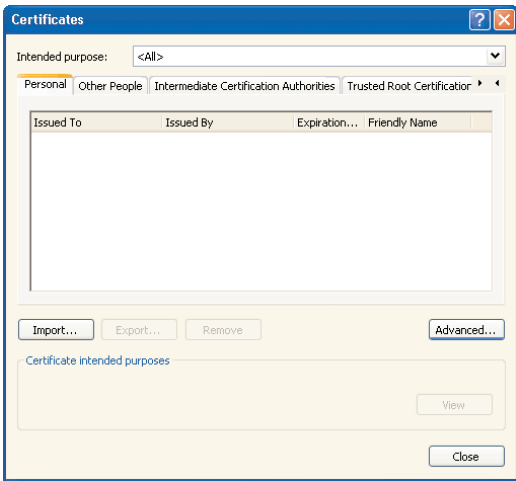 Certificates
Intended purpose: <All>
Personal Other People Intermediate Certification Authorities Trusted Root Certification
Issued To Issued By Expiration... Friendly Name
Import... Export... Remove Advanced...
Certificate intended purposes
View
Close